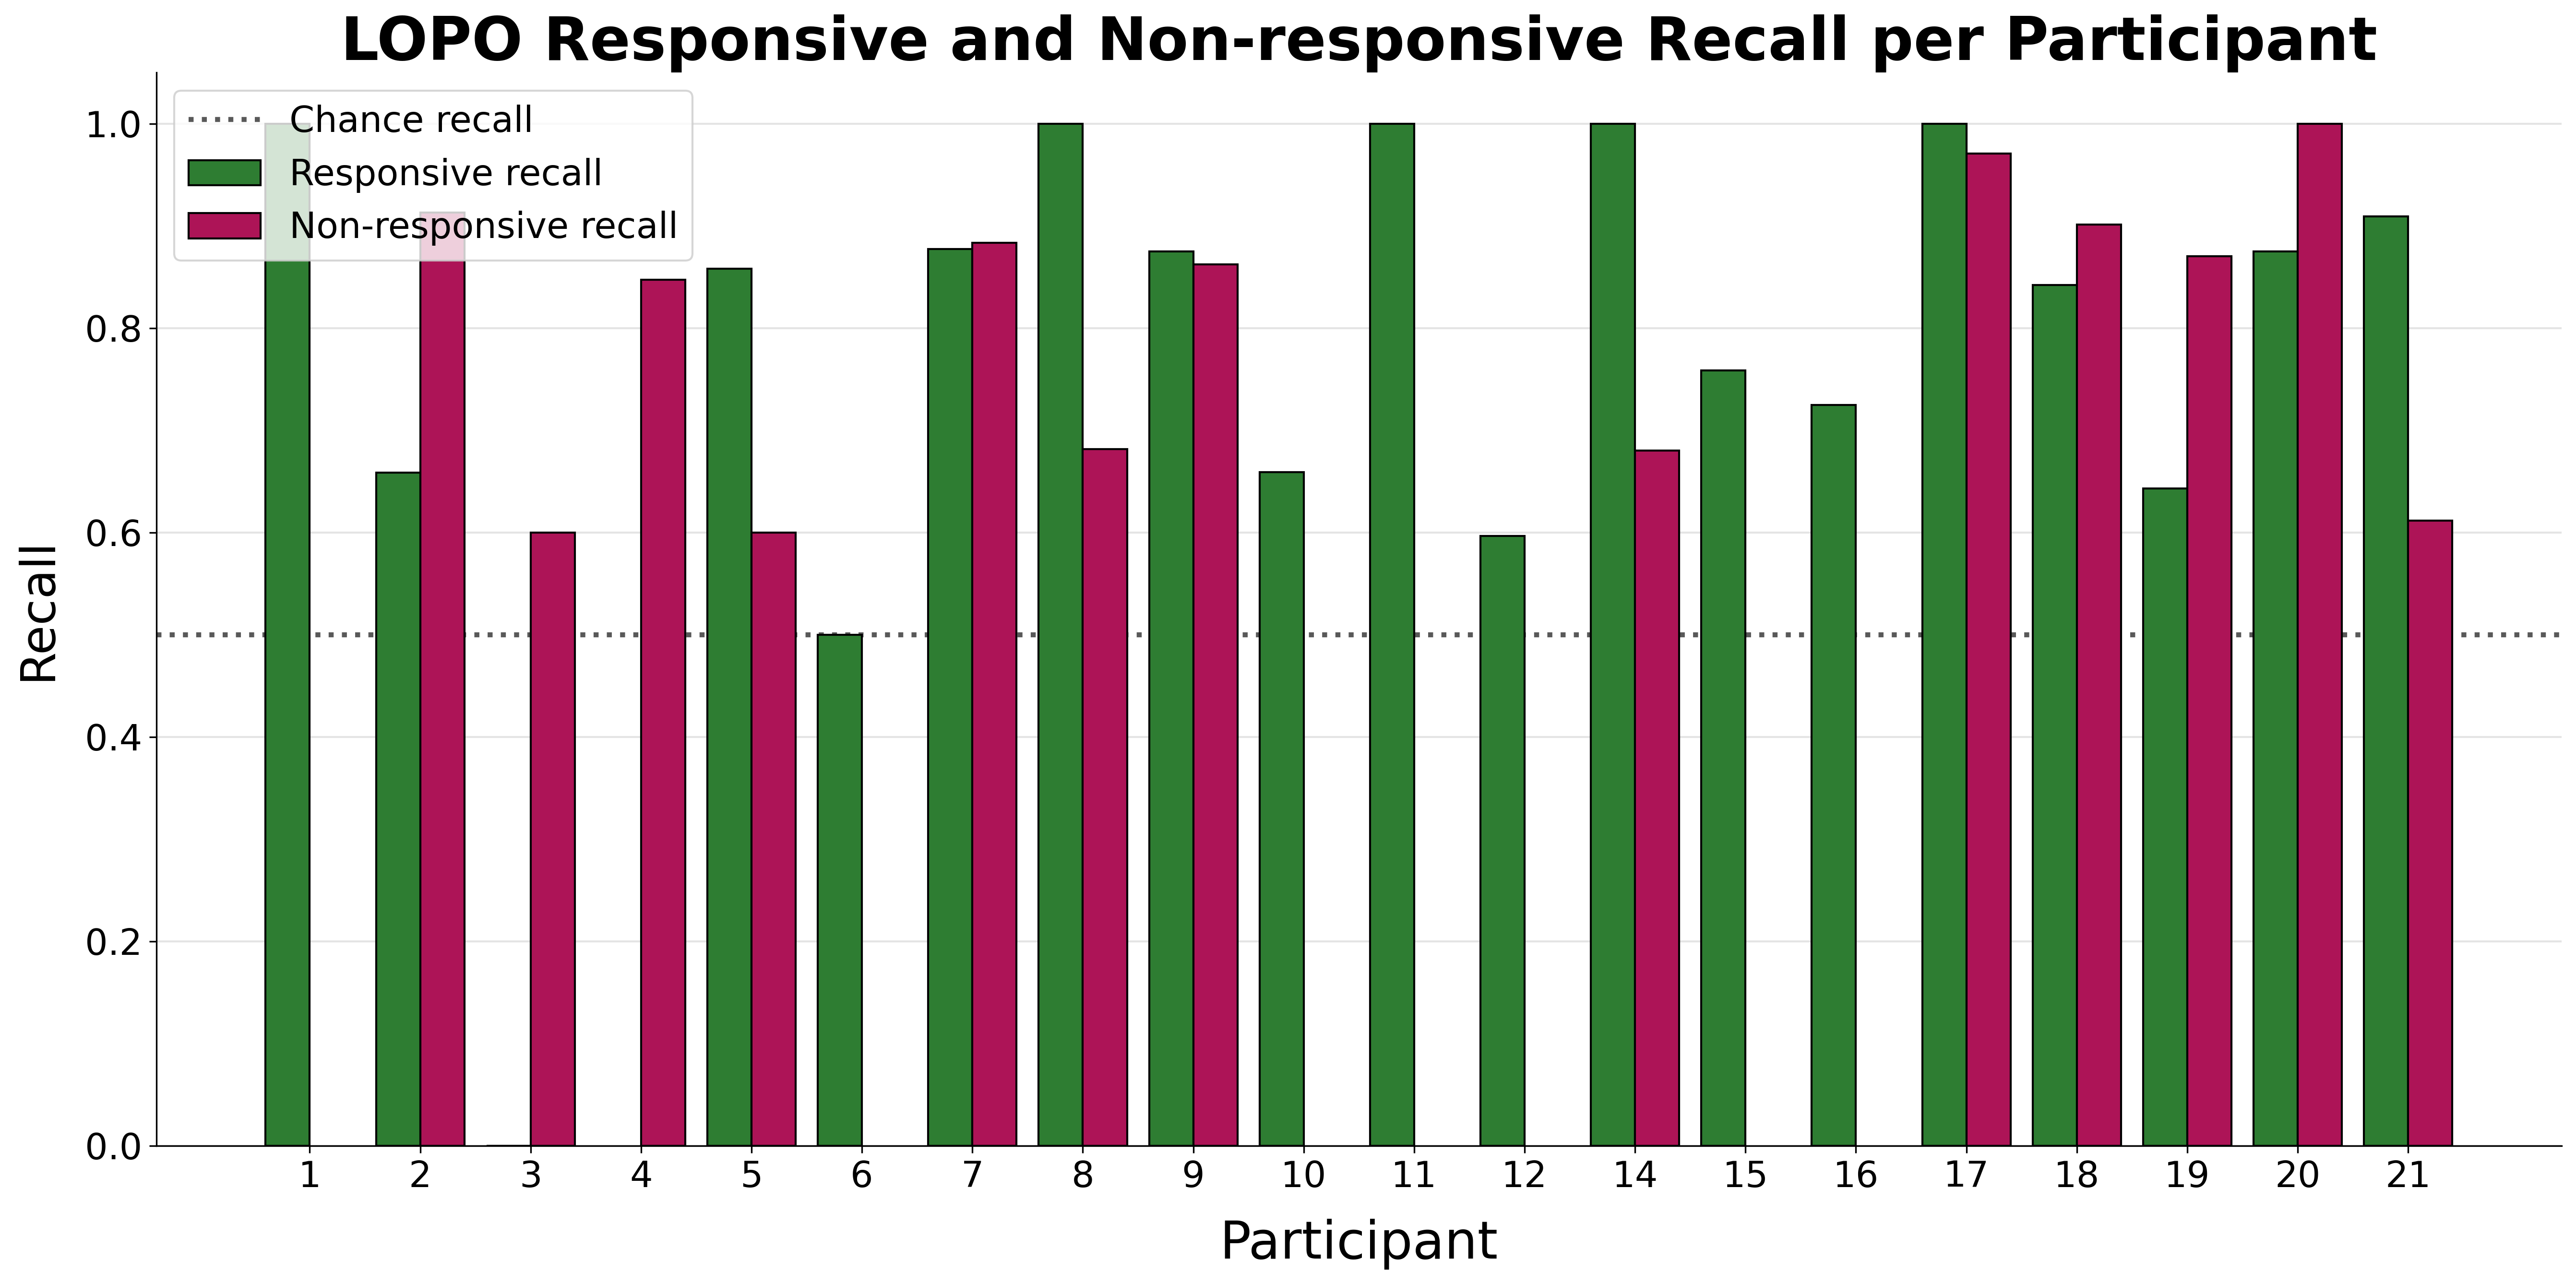 LOPO Responsive and Non-responsive Recall per Participant
Chance recall
Responsive recall
Non-responsive recall
1.0
0.8
0.6
0.4
0.2
0.0
Recall
1 2 3 4 5 6 7 8 9 10 11 12 14 15 16 17 18 19 20 21
Participant